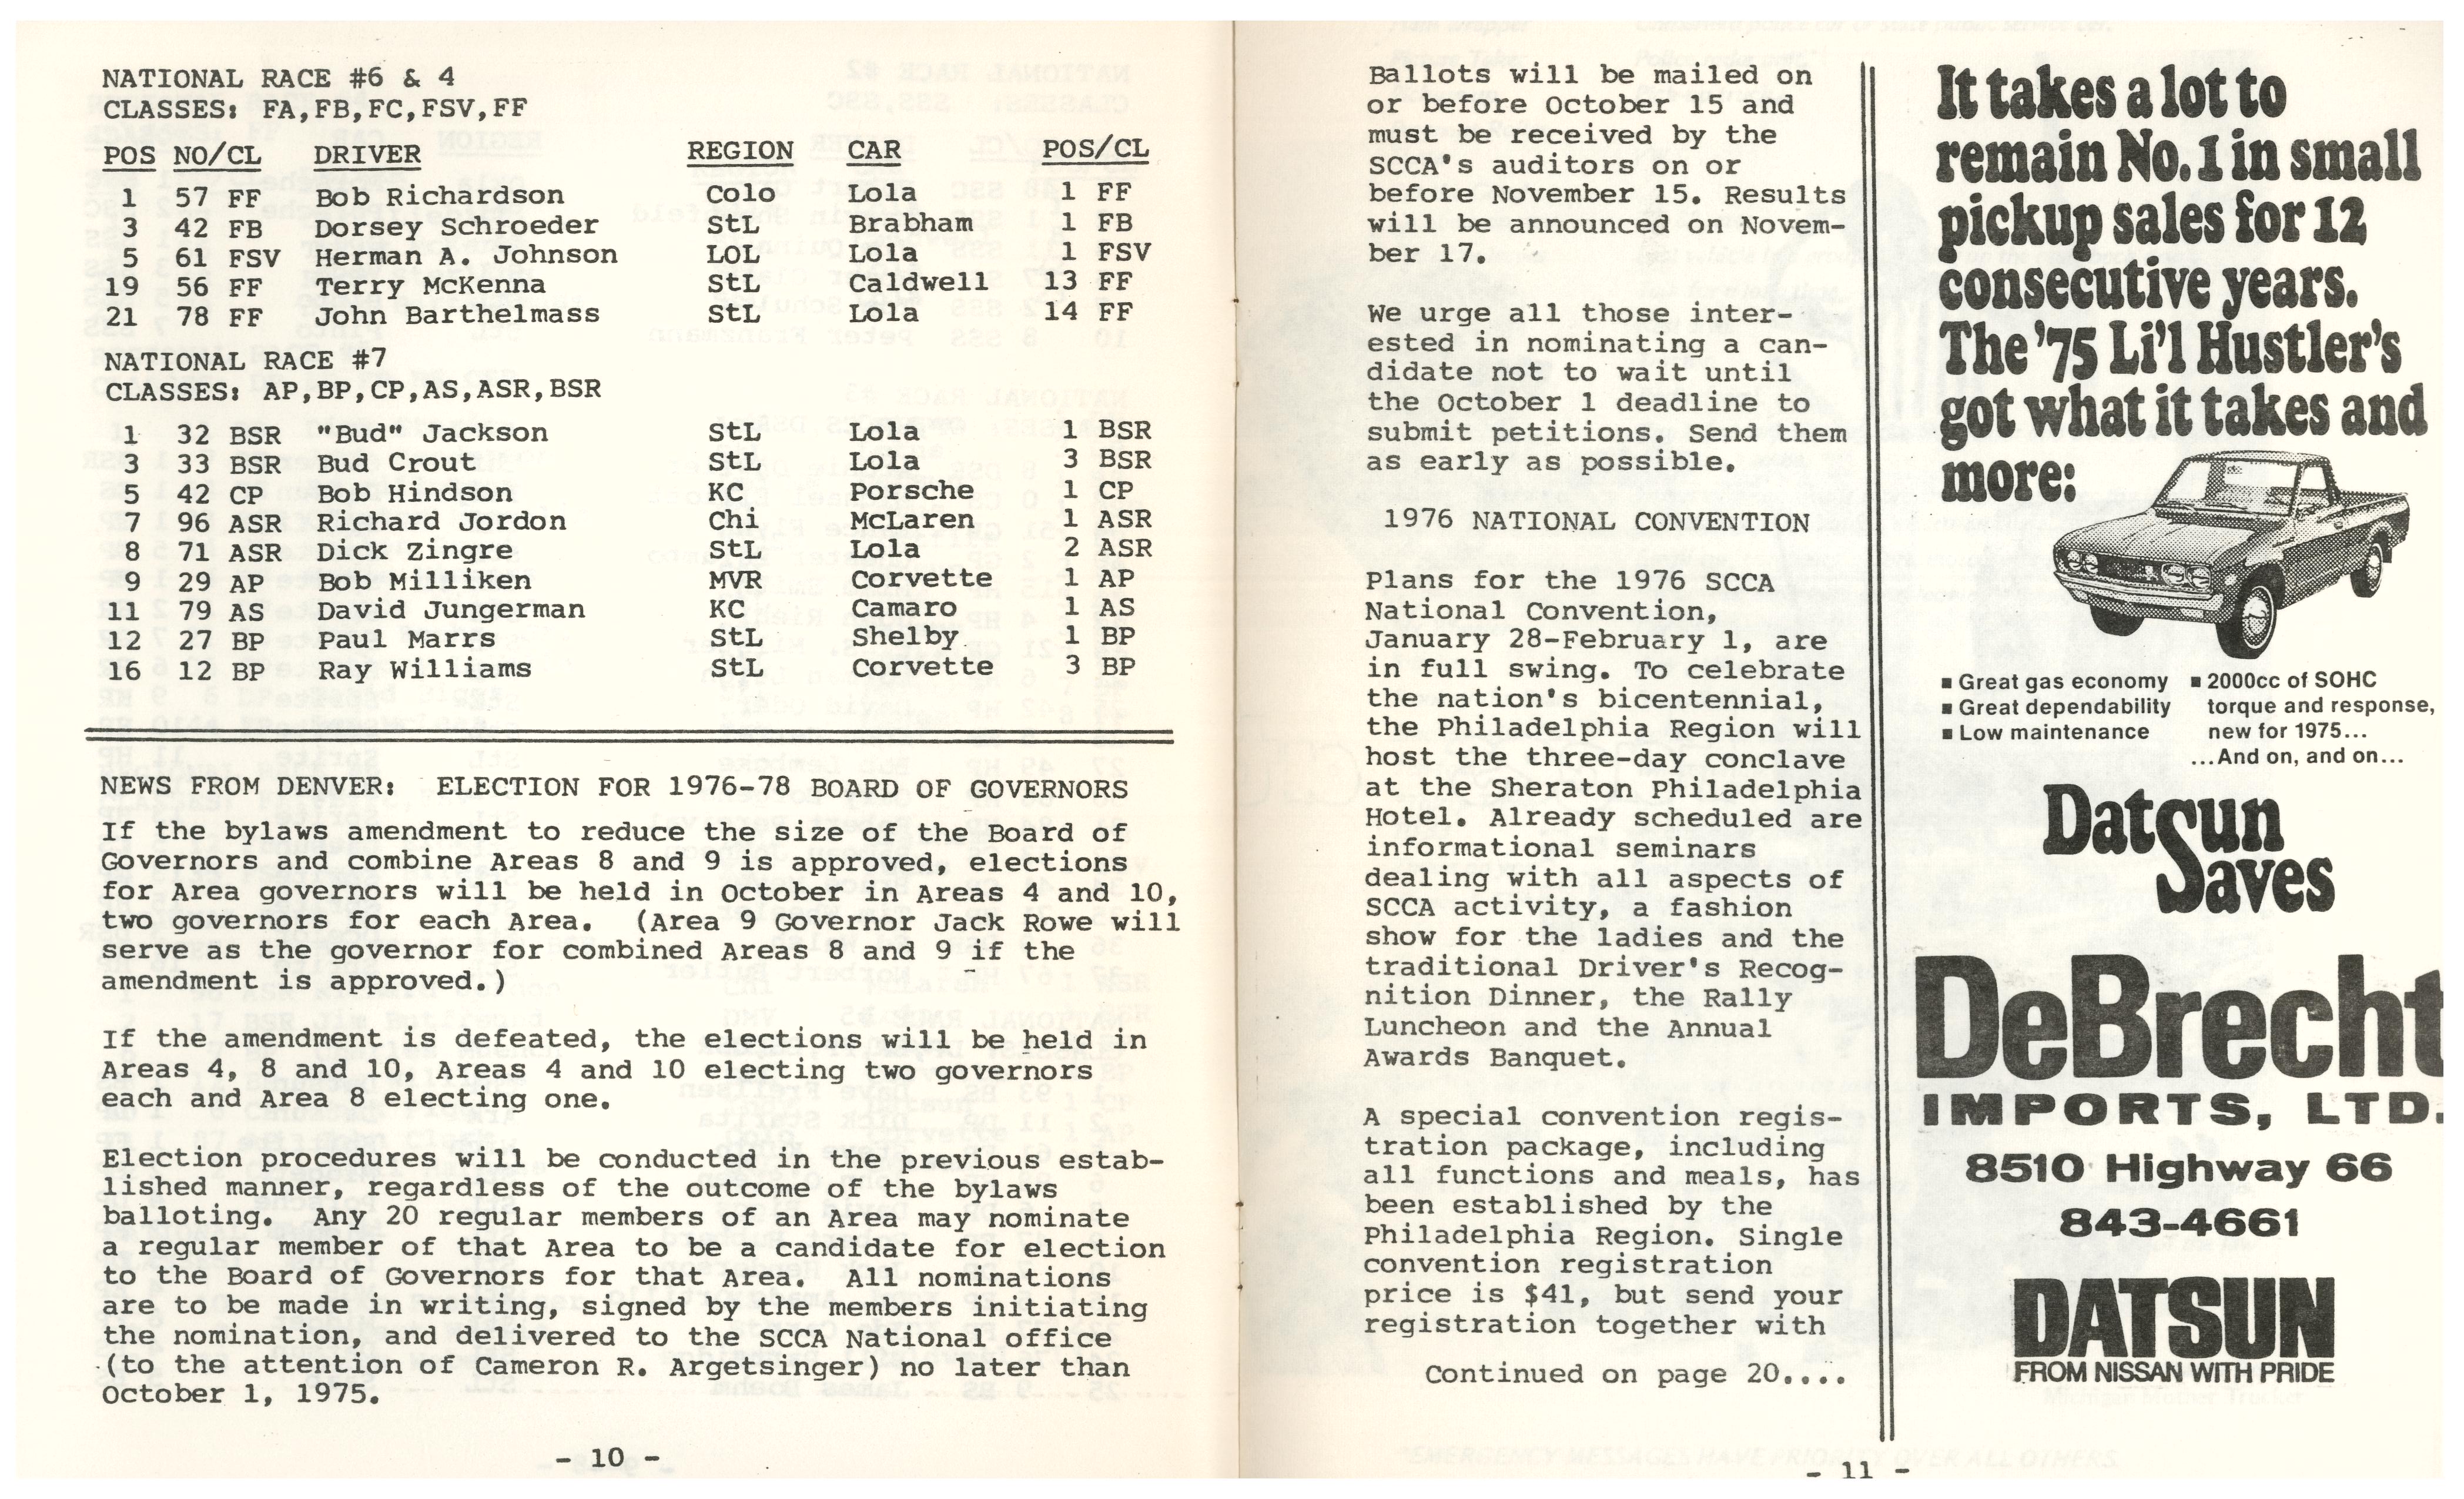 NATIONAL RACE #6 & 4
CLASSES: FA,FB,FC,FSV,FF
POS NO/CL DRIVER REGION CAR POS/CL
1 57 FF Bob Richardson Colo Lola 1 FF
3 42 FB Dorsey Schroeder StL Brabham 1 FB
5 61 FSV Herman A. Johnson LOL Lola 1 FSV
19 56 FF Terry McKenna StL Caldwell 13 FF
21 78 FF John Barthelmass StL Lola 14 FF
NATIONAL RACE #7
CLASSES: AP,BP,CP,AS,ASR,BSR
1 32 BSR "Bud" Jackson StL Lola 1 BSR
3 33 BSR Bud Crout StL Lola 3 BSR
5 42 CP Bob Hindson KC Porsche 1 CP
7 96 ASR Richard Jordon Chi McLaren 1 ASR
8 71 ASR Dick Zingre StL Lola 2 ASR
9 29 AP Bob Milliken MVR Corvette 1 AP
11 79 AS David Jungerman KC Camaro 1 AS
12 27 BP Paul Marrs StL Shelby 1 BP
16 12 BP Ray Williams StL Corvette 3 BP
NEWS FROM DENVER: ELECTION FOR 1976-78 BOARD OF GOVERNORS
If the bylaws amendment to reduce the size of the Board of
Governors and combine Areas 8 and 9 is approved, elections
for Area governors will be held in October in Areas 4 and 10,
two governors for each Area. (Area 9 Governor Jack Rowe will
serve as the governor for combined Areas 8 and 9 if the
amendment is approved.)
If the amendment is defeated, the elections will be held in
Areas 4, 8 and 10, Areas 4 and 10 electing two governors
each and Area 8 electing one.
Election procedures will be conducted in the previous estab-
lished manner, regardless of the outcome of the bylaws
balloting. Any 20 regular members of an Area may nominate
a regular member of that Area to be a candidate for election
to the Board of Governors for that Area. All nominations
are to be made in writing, signed by the members initiating
the nomination, and delivered to the SCCA National office
(to the attention of Cameron R. Argetsinger) no later than
October 1, 1975.
- 10 -
Ballots will be mailed on
or before October 15 and
must be received by the
SCCA's auditors on or
before November 15. Results
will be announced on Novem-
ber 17.
We urge all those inter-
ested in nominating a can-
didate not to wait until
the October 1 deadline to
submit petitions. Send them
as early as possible.
1976 NATIONAL CONVENTION
Plans for the 1976 SCCA
National Convention,
January 28-February 1, are
in full swing. To celebrate
the nation's bicentennial,
the Philadelphia Region will
host the three-day conclave
at the Sheraton Philadelphia
Hotel. Already scheduled are
informational seminars
dealing with all aspects of
SCCA activity, a fashion
show for the ladies and the
traditional Driver's Recog-
nition Dinner, the Rally
Luncheon and the Annual
Awards Banquet.
A special convention regis-
tration package, including
all functions and meals, has
been established by the
Philadelphia Region. Single
convention registration
price is $41, but send your
registration together with
Continued on page 20....
- 11 -
It takes a lot to
remain No. 1 in small
pickup sales for 12
consecutive years.
The '75 Li'l Hustler's
got what it takes and
more:
■ Great gas economy
■ Great dependability
■ Low maintenance
■ 2000cc of SOHC
torque and response,
new for 1975...
...And on, and on...
Datsun
Saves
DeBrecht
IMPORTS, LTD.
8510 Highway 66
843-4661
DATSUN
FROM NISSAN WITH PRIDE